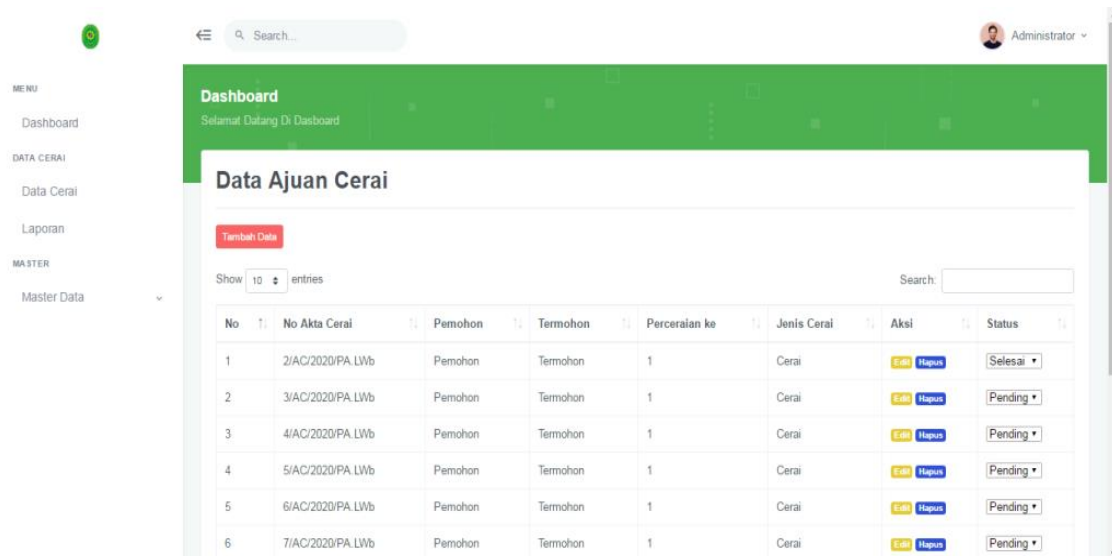 Search...
Administrator
MENU
Dashboard
DATA CERAI
Data Cerai
Laporan
MASTER
Master Data
Dashboard
Selamat Datang Di Dasboard
Data Ajuan Cerai
Tambah Data
Show 10 entries
Search:
No No Akta Cerai Pemohon Termohon Perceraian ke Jenis Cerai Aksi Status
1 2/AC/2020/PA.LWb Pemohon Termohon 1 Cerai Edit Hapus Selesai
2 3/AC/2020/PA.LWb Pemohon Termohon 1 Cerai Edit Hapus Pending
3 4/AC/2020/PA.LWb Pemohon Termohon 1 Cerai Edit Hapus Pending
4 5/AC/2020/PA.LWb Pemohon Termohon 1 Cerai Edit Hapus Pending
5 6/AC/2020/PA.LWb Pemohon Termohon 1 Cerai Edit Hapus Pending
6 7/AC/2020/PA.LWb Pemohon Termohon 1 Cerai Edit Hapus Pending